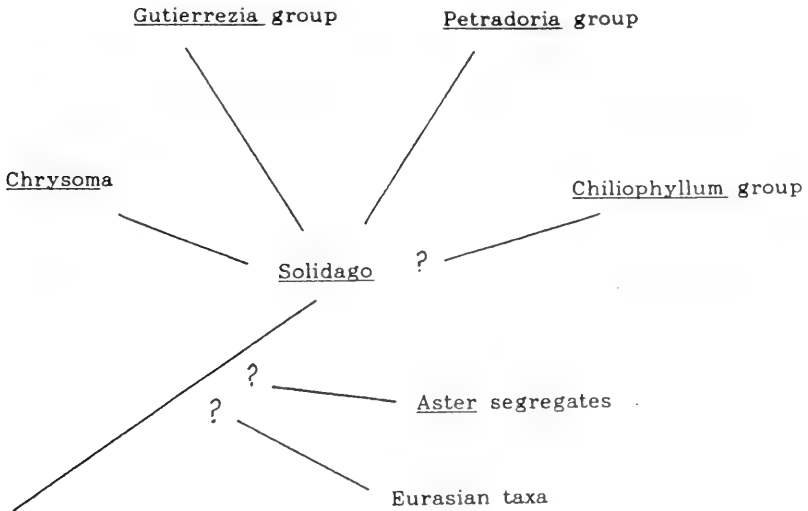 Gutierrezia group
Petradoria group
Chrysoma
Chiliophyllum group
Solidago ?
?
Aster segregates
?
Eurasian taxa